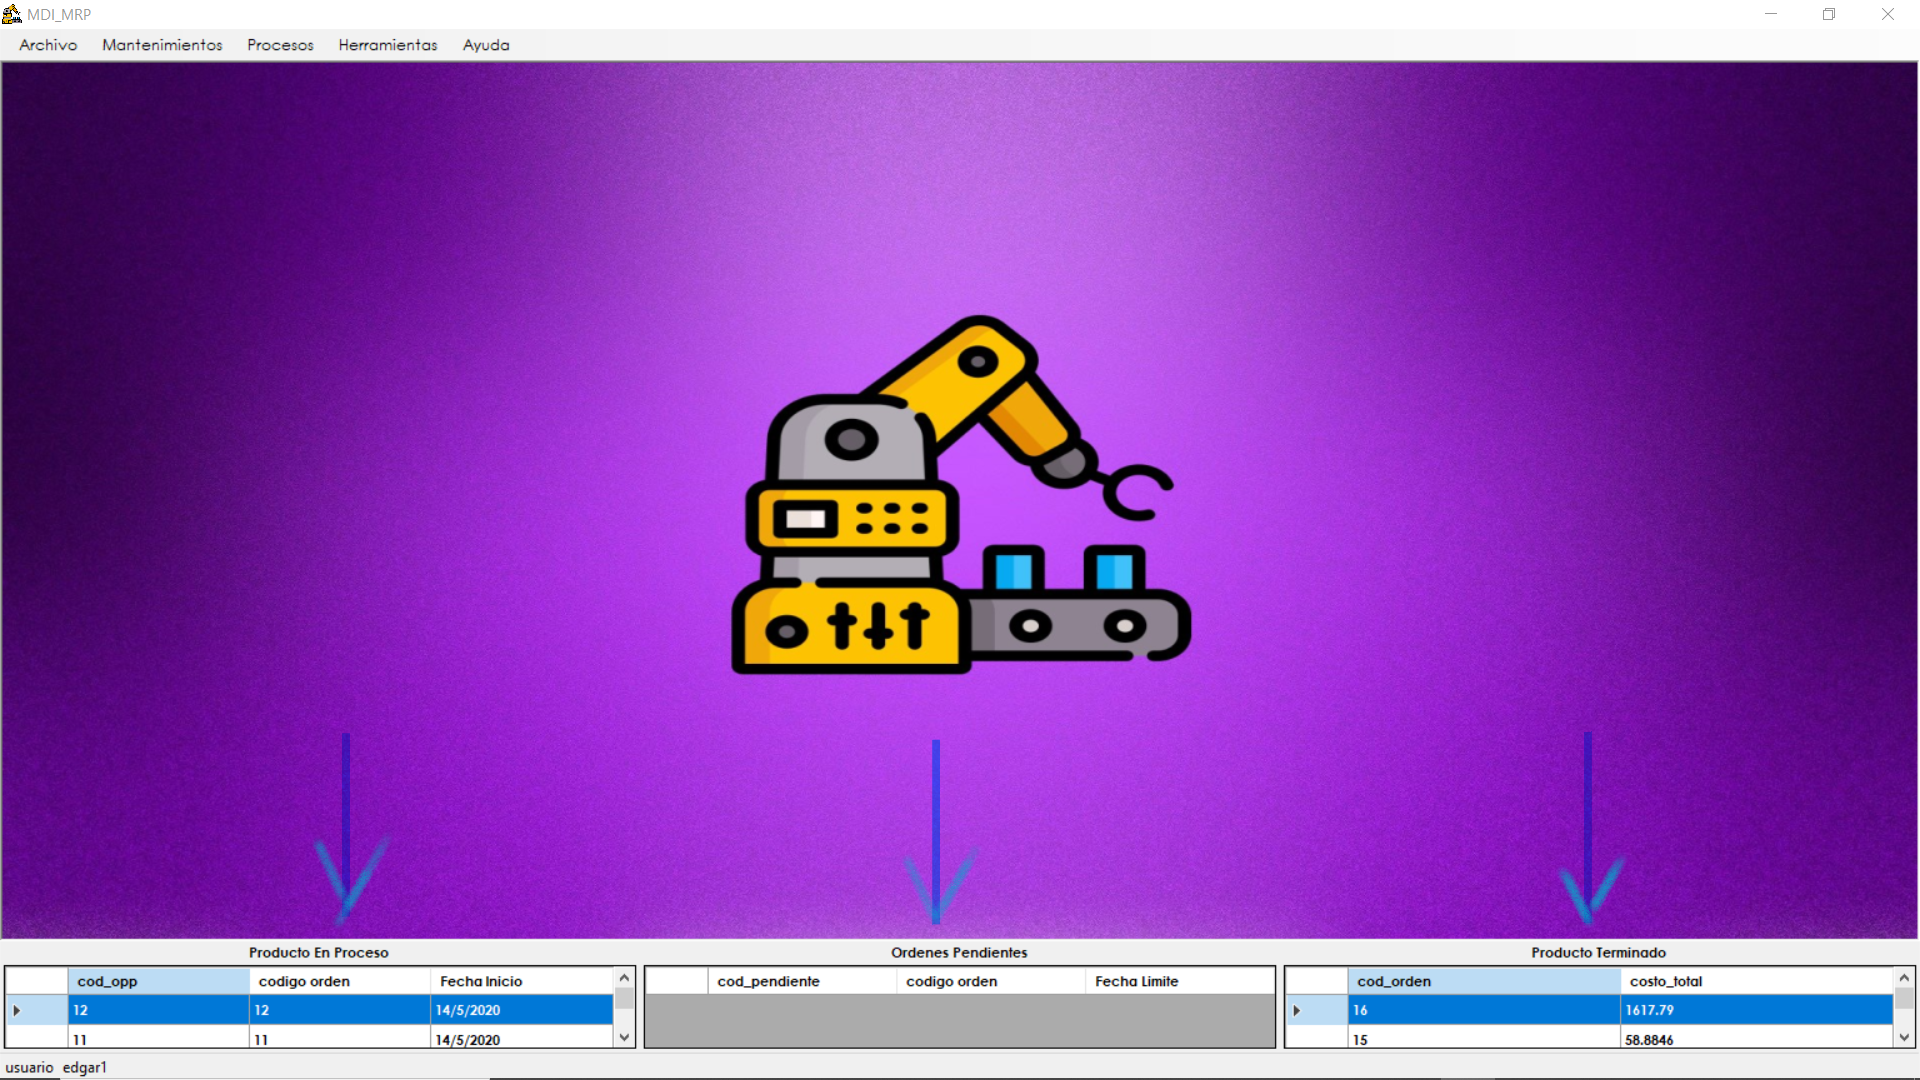 MDI_MRP
Archivo Mantenimientos Procesos Herramientas Ayuda
Producto En Proceso
cod_opp codigo orden Fecha Inicio
12 12 14/5/2020
11 11 14/5/2020
Ordenes Pendientes
cod_pendiente codigo orden Fecha Limite
Producto Terminado
cod_orden costo_total
16 1617.79
15 58.8846
usuario edgar1